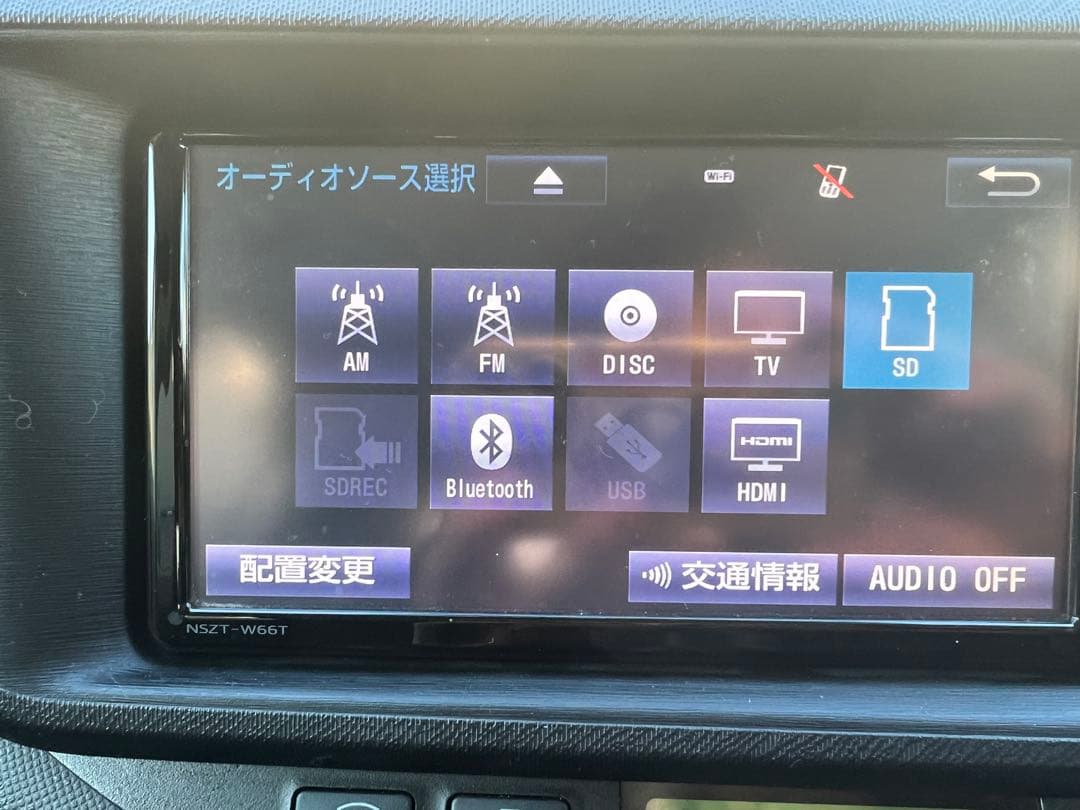 オーディオソース選択
Wi-Fi
AM
FM
DISC
TV
SD
SDREC
Bluetooth
USB
HDMI
HDMI
配置変更
交通情報
AUDIO OFF
NSZT-W66T